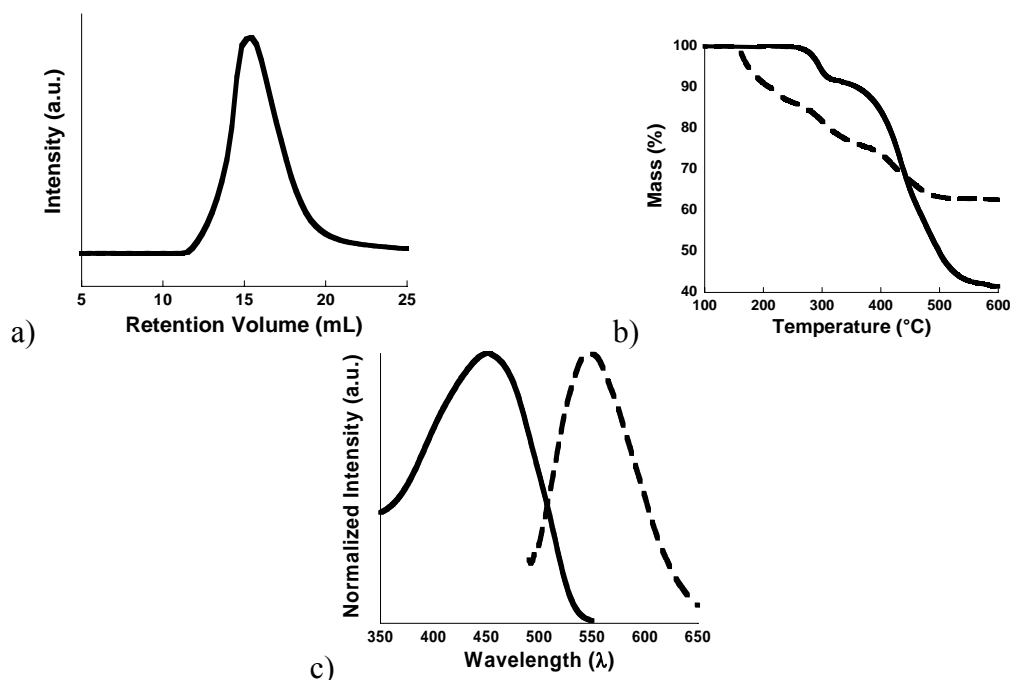 Intensity (a.u.)
5 10 15 20 25
Retention Volume (mL)
a)
Mass (%)
100
90
80
70
60
50
40
100 200 300 400 500 600
Temperature (°C)
b)
Normalized Intensity (a.u.)
350 400 450 500 550 600 650
Wavelength (λ)
c)